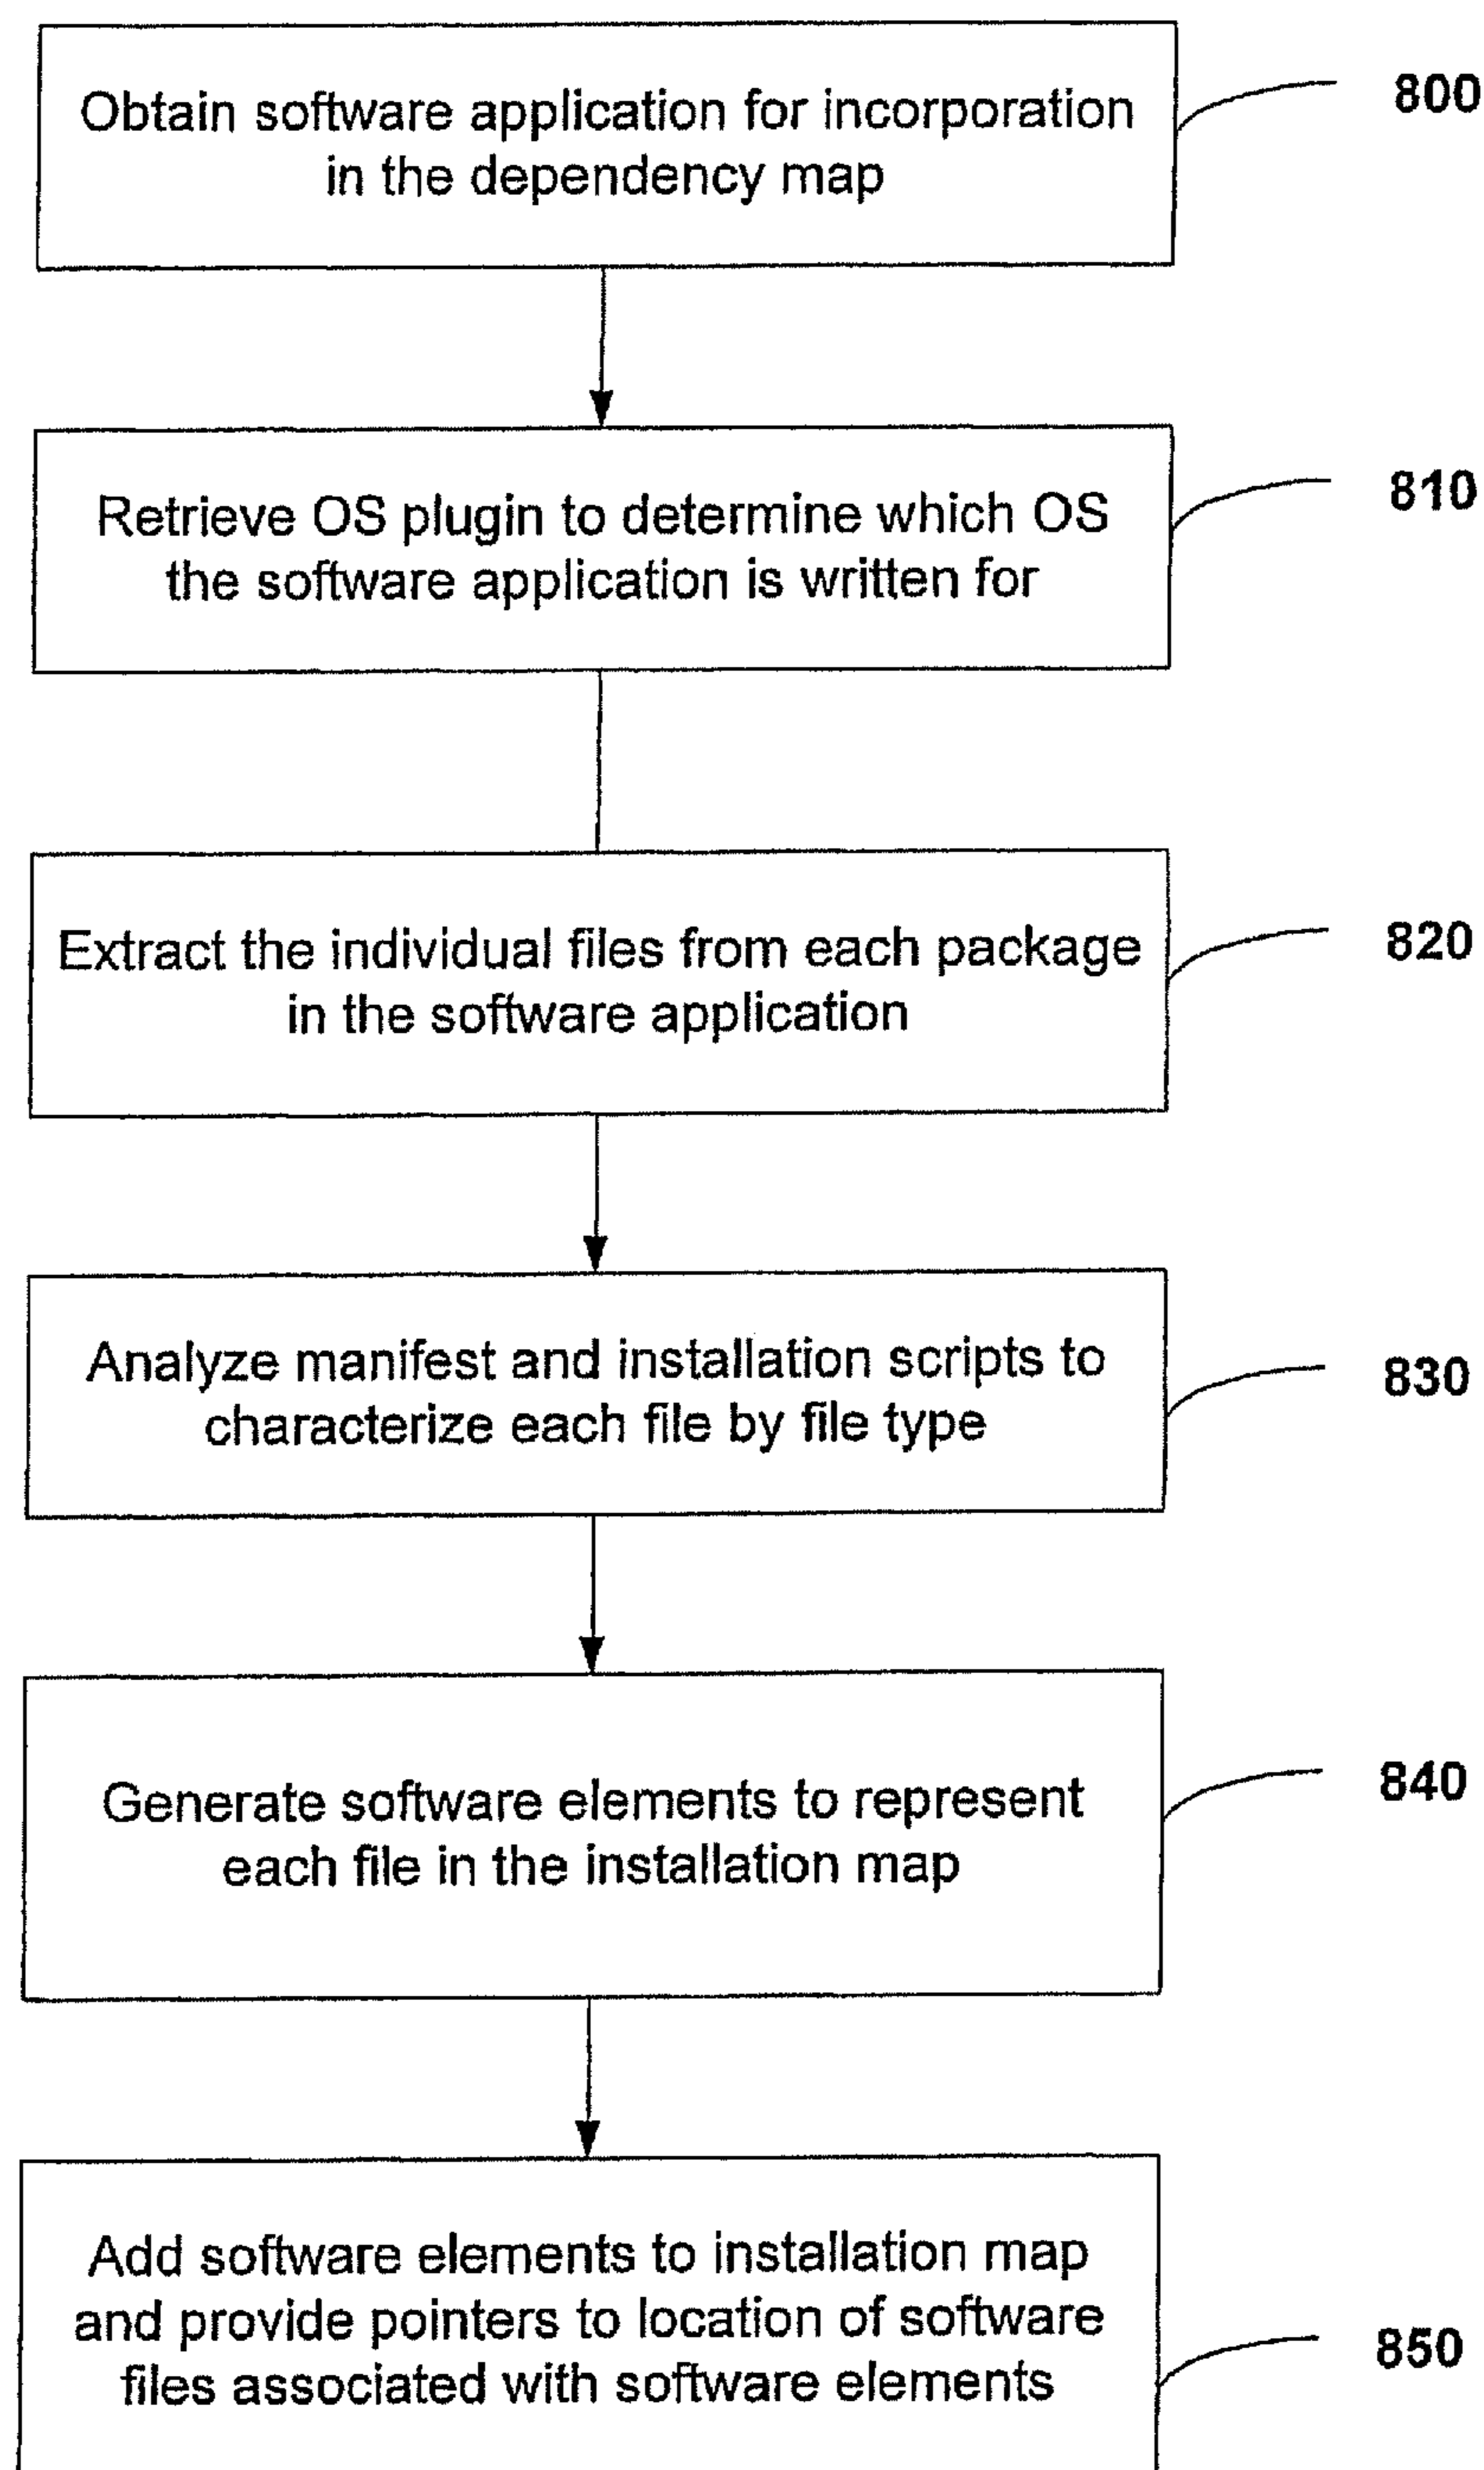 Obtain software application for incorporation
in the dependency map
800
Retrieve OS plugin to determine which OS
the software application is written for
810
Extract the individual files from each package
in the software application
820
Analyze manifest and installation scripts to
characterize each file by file type
830
Generate software elements to represent
each file in the installation map
840
Add software elements to installation map
and provide pointers to location of software
files associated with software elements
850